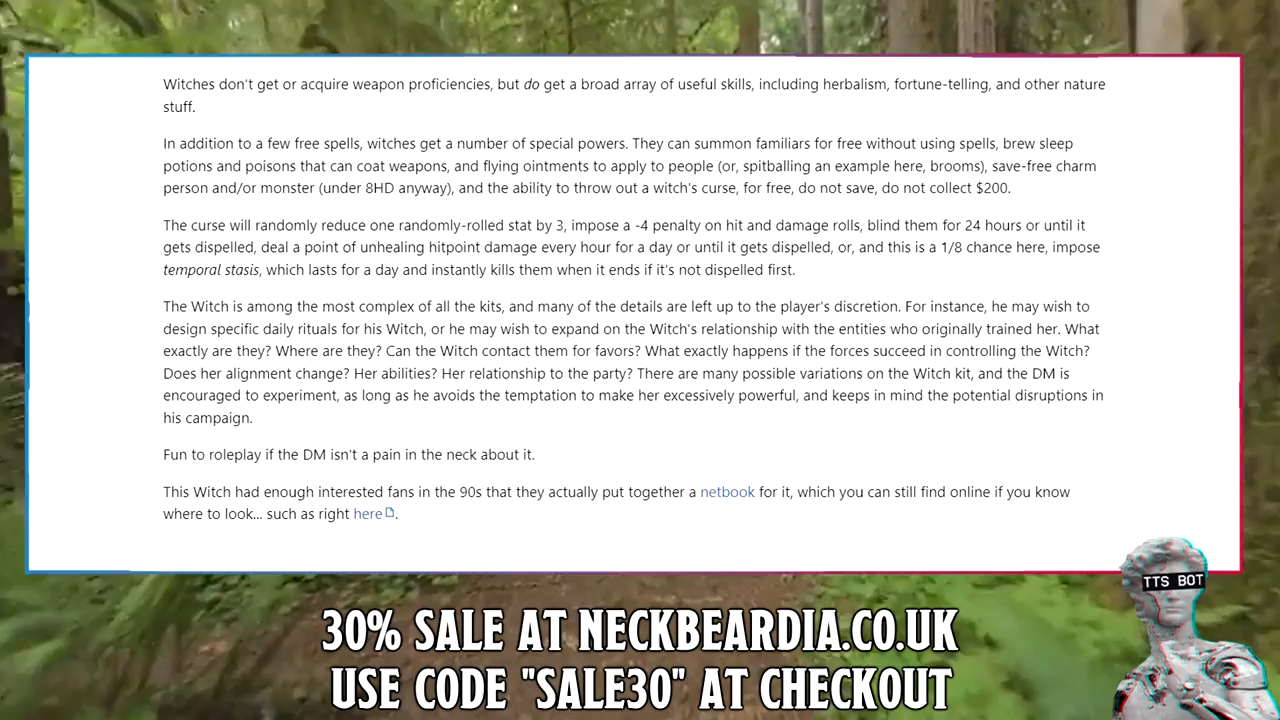 Witches don't get or acquire weapon proficiencies, but do get a broad array of useful skills, including herbalism, fortune-telling, and other nature
stuff.
In addition to a few free spells, witches get a number of special powers. They can summon familiars for free without using spells, brew sleep
potions and poisons that can coat weapons, and flying ointments to apply to people (or, spitballing an example here, brooms), save-free charm
person and/or monster (under 8HD anyway), and the ability to throw out a witch's curse, for free, do not save, do not collect $200.
The curse will randomly reduce one randomly-rolled stat by 3, impose a -4 penalty on hit and damage rolls, blind them for 24 hours or until it
gets dispelled, deal a point of unhealing hitpoint damage every hour for a day or until it gets dispelled, or, and this is a 1/8 chance here, impose
temporal stasis, which lasts for a day and instantly kills them when it ends if it's not dispelled first.
The Witch is among the most complex of all the kits, and many of the details are left up to the player's discretion. For instance, he may wish to
design specific daily rituals for his Witch, or he may wish to expand on the Witch's relationship with the entities who originally trained her. What
exactly are they? Where are they? Can the Witch contact them for favors? What exactly happens if the forces succeed in controlling the Witch?
Does her alignment change? Her abilities? Her relationship to the party? There are many possible variations on the Witch kit, and the DM is
encouraged to experiment, as long as he avoids the temptation to make her excessively powerful, and keeps in mind the potential disruptions in
his campaign.
Fun to roleplay if the DM isn't a pain in the neck about it.
This Witch had enough interested fans in the 90s that they actually put together a netbook for it, which you can still find online if you know
where to look... such as right here.
TTS BOT
30% SALE AT NECKBEARDIA.CO.UK
USE CODE "SALE30" AT CHECKOUT